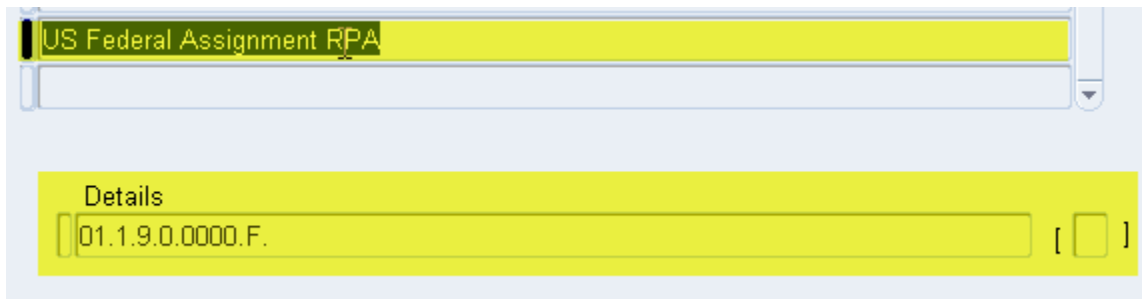 US Federal Assignment RPA
Details
01.1.9.0.0000.F.
[ ]